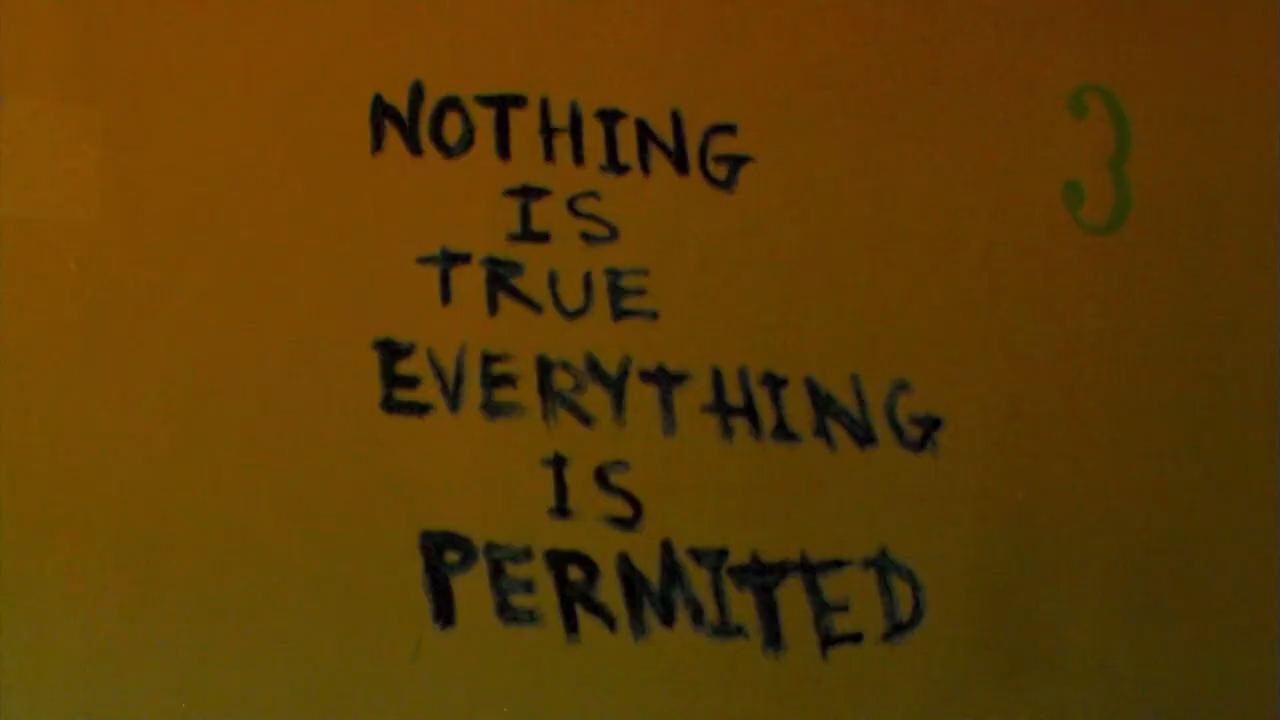 NOTHING
IS
TRUE
EVERYTHING
IS
PERMITED
3